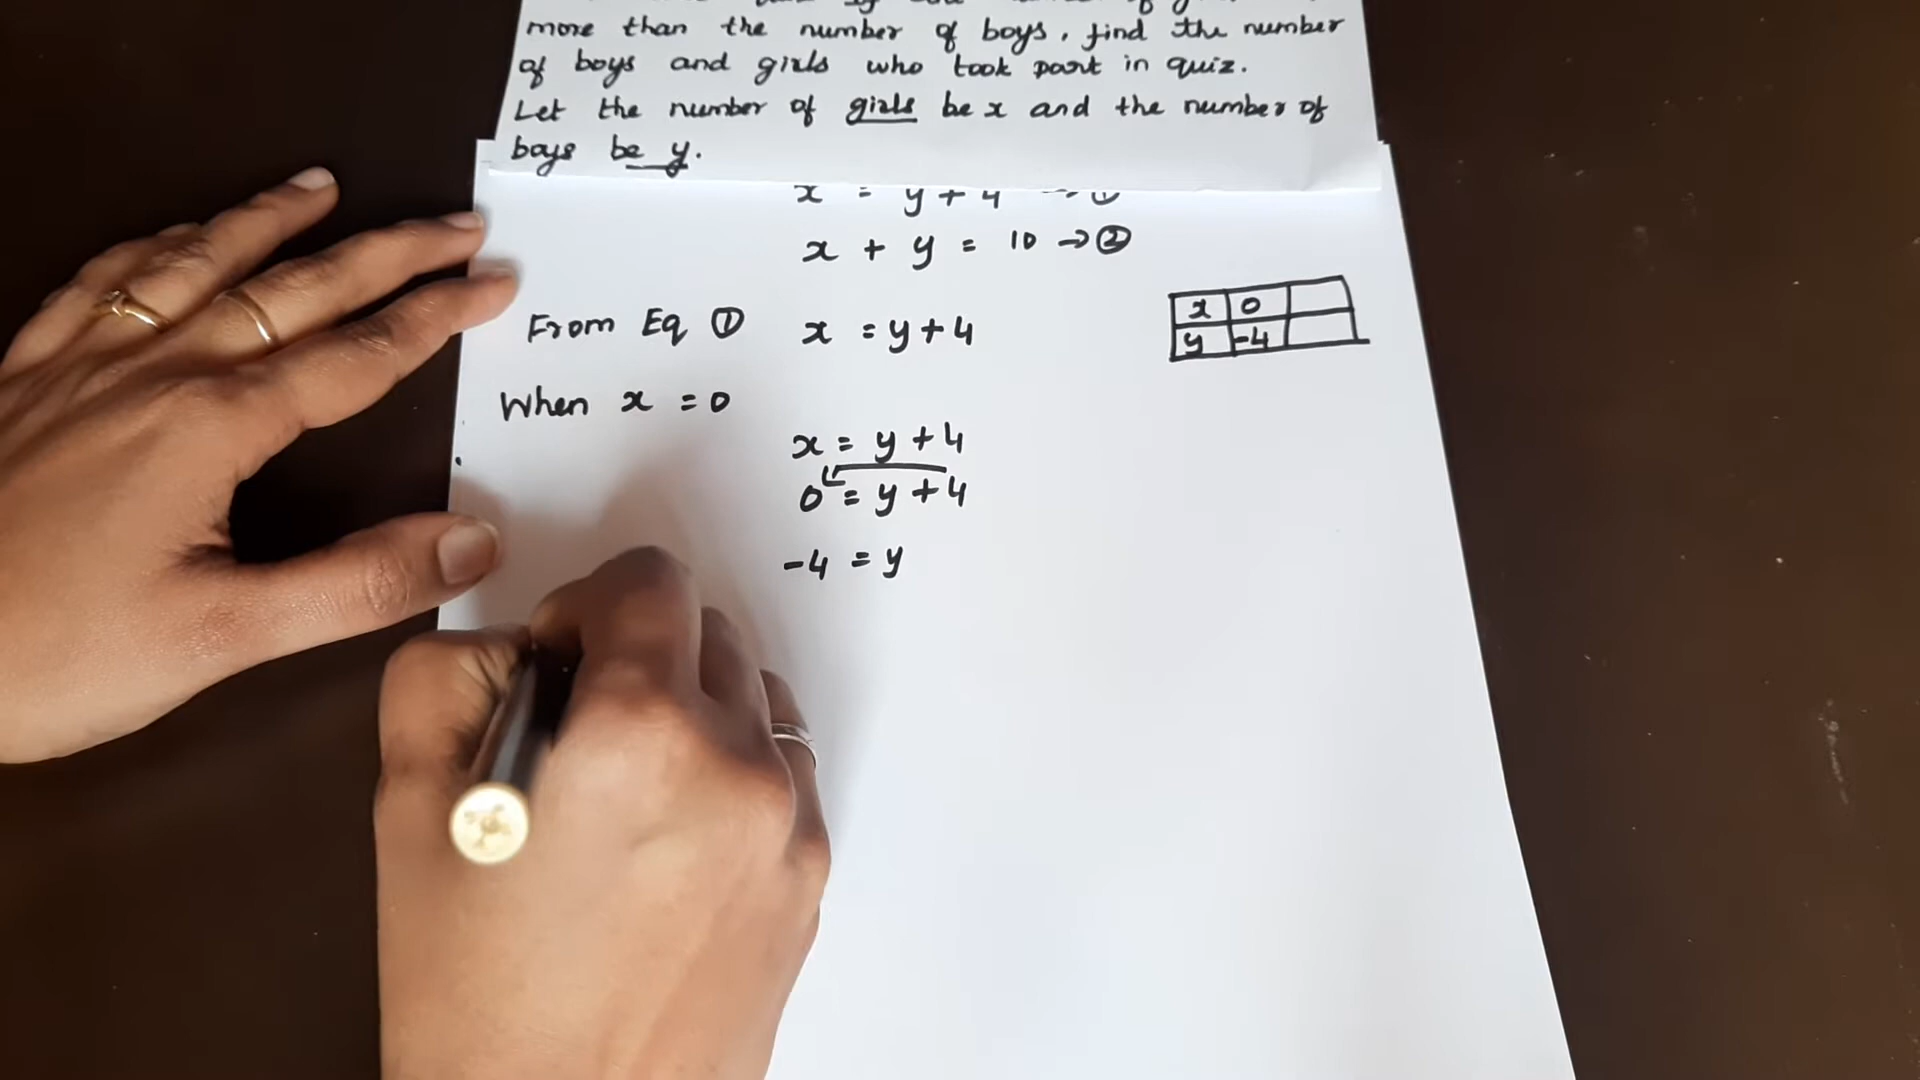 more than the number of boys, find the number
of boys and girls who took part in quiz.
Let the number of girls be x and the number of
boys be y.
x = y + 4 → ①
x + y = 10 → ②
From Eq ① x = y + 4
x 0
y -4
When x = 0
x = y + 4
0 = y + 4
-4 = y